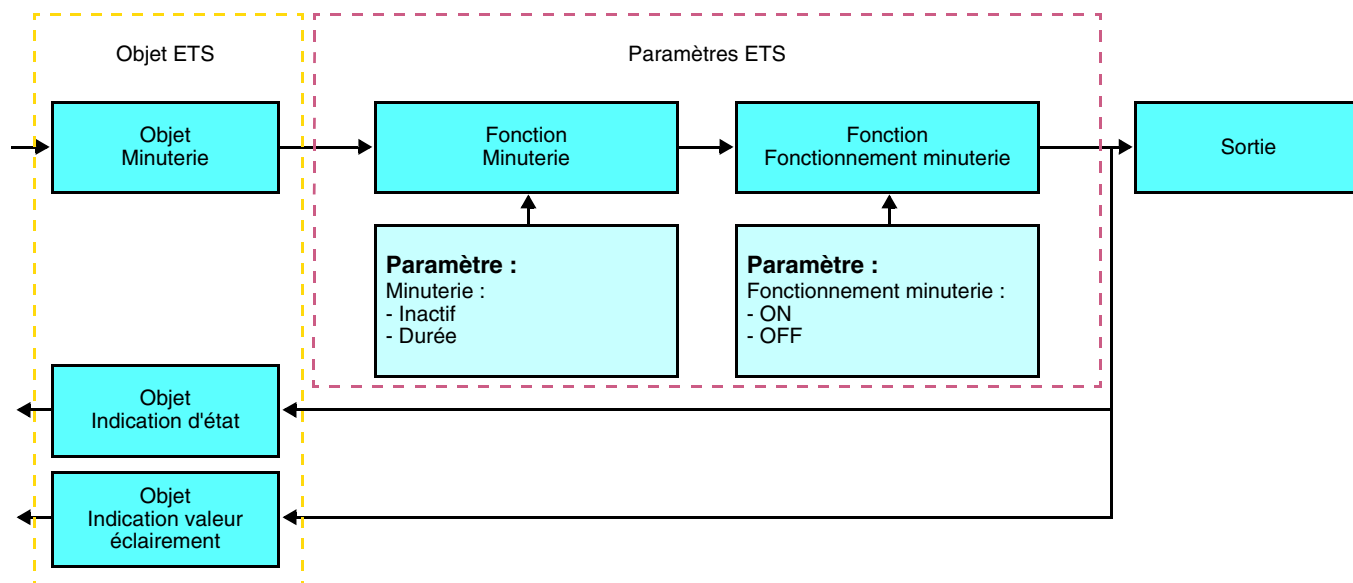 Objet ETS
Paramètres ETS
Objet
Minuterie
Fonction
Minuterie
Fonction
Fonctionnement minuterie
Sortie
Paramètre :
Minuterie :
- Inactif
- Durée
Paramètre :
Fonctionnement minuterie :
- ON
- OFF
Objet
Indication d'état
Objet
Indication valeur
éclairement